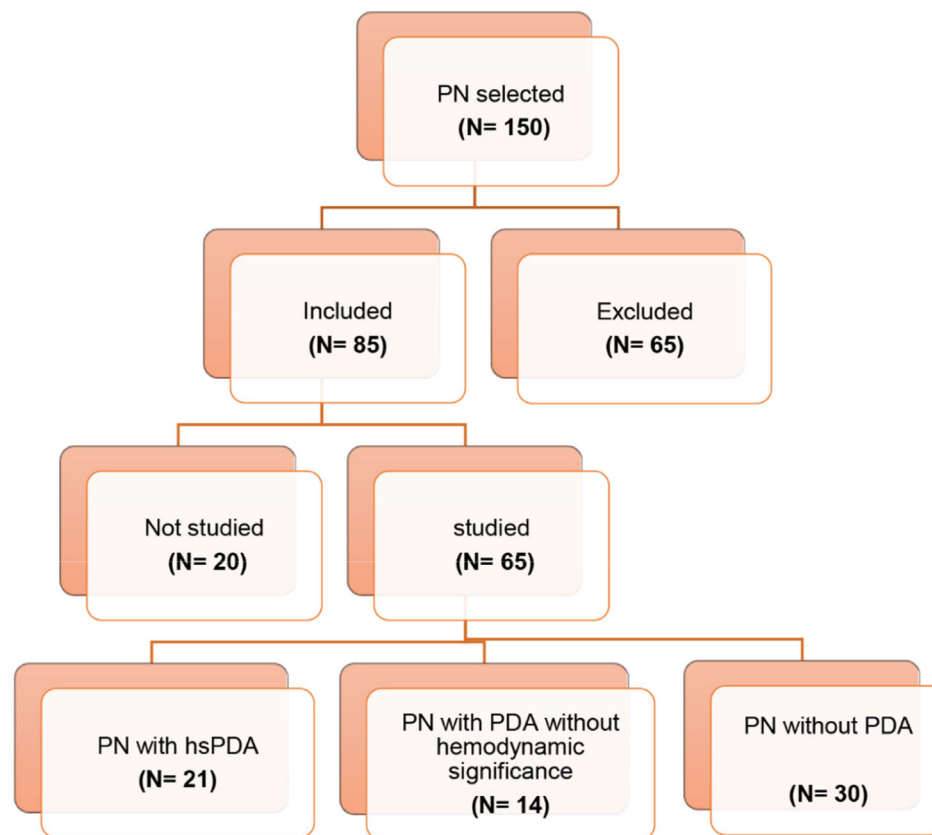 PN selected
(N= 150)
Included
(N= 85)
Excluded
(N= 65)
Not studied
(N= 20)
studied
(N= 65)
PN with hsPDA
(N= 21)
PN with PDA without
hemodynamic
significance
(N= 14)
PN without PDA
(N= 30)